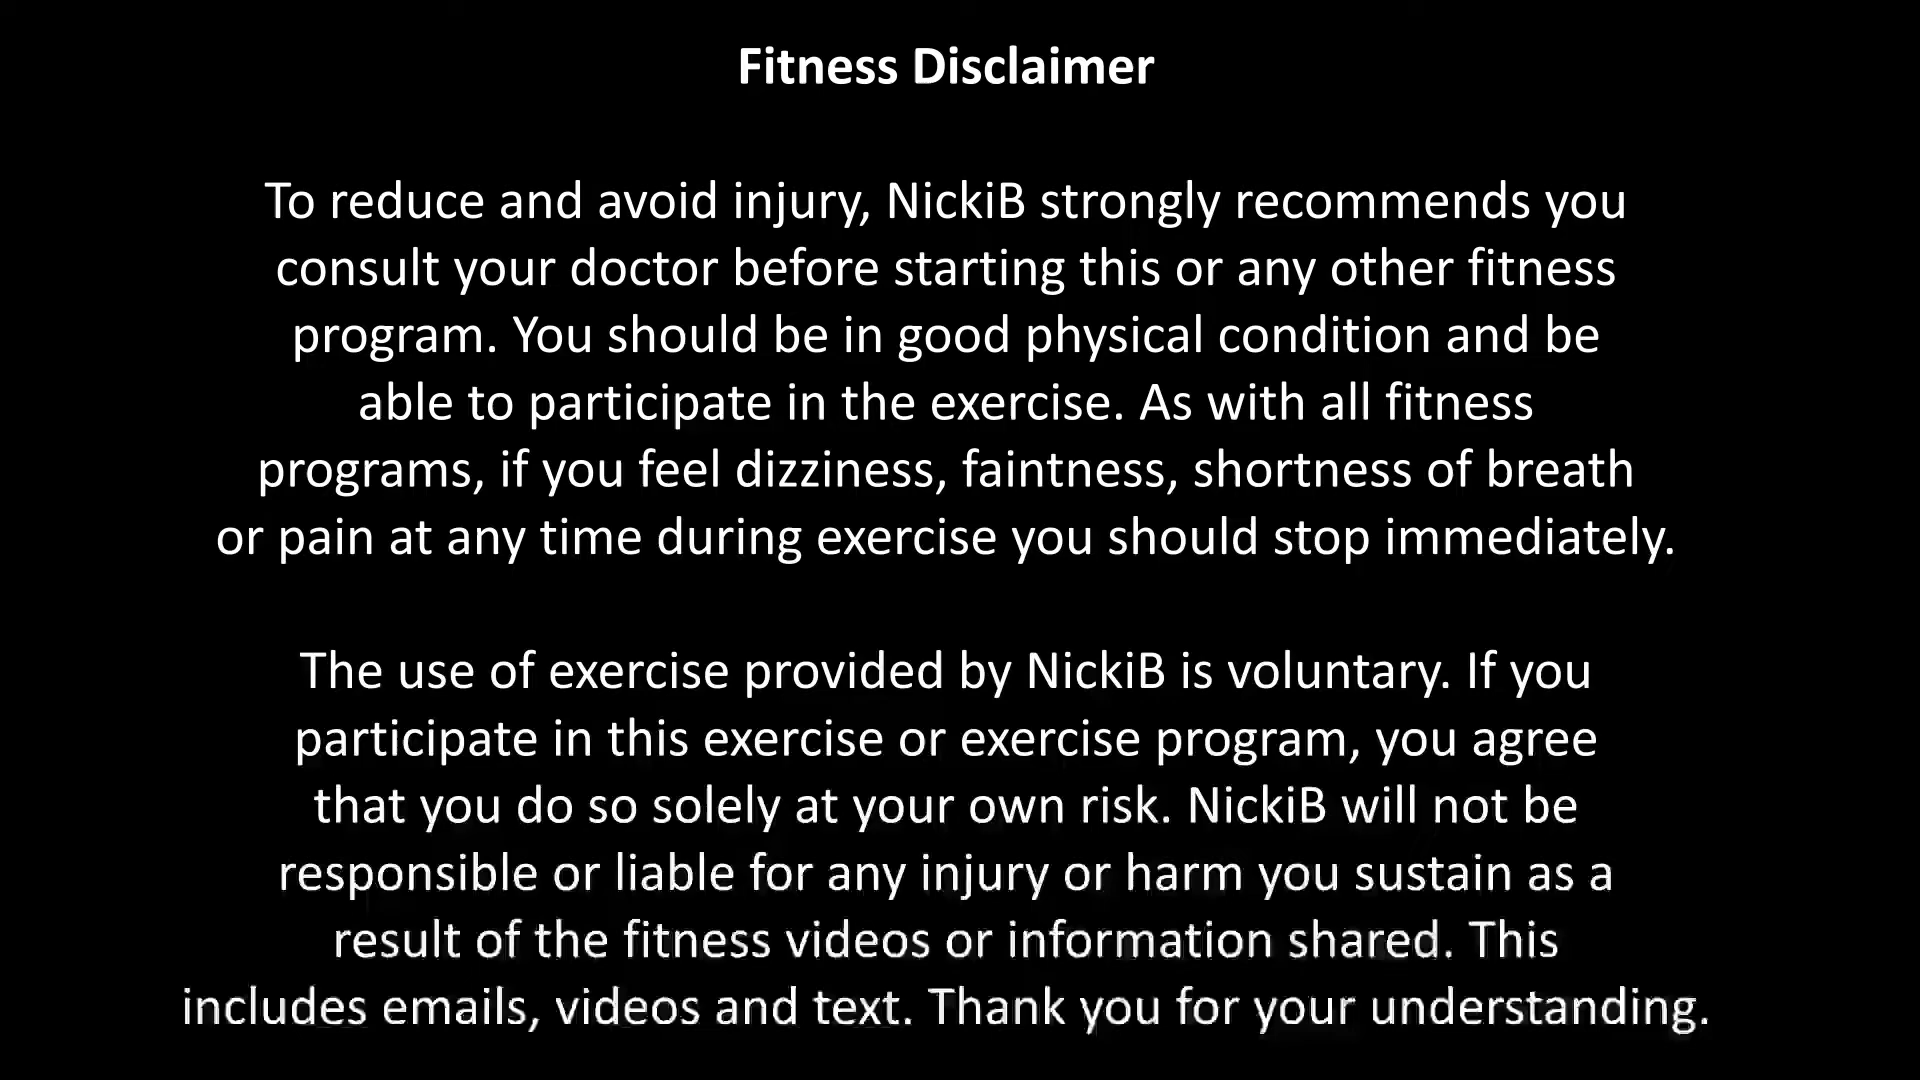 Fitness Disclaimer
To reduce and avoid injury, NickiB strongly recommends you
consult your doctor before starting this or any other fitness
program. You should be in good physical condition and be
able to participate in the exercise. As with all fitness
programs, if you feel dizziness, faintness, shortness of breath
or pain at any time during exercise you should stop immediately.
The use of exercise provided by NickiB is voluntary. If you
participate in this exercise or exercise program, you agree
that you do so solely at your own risk. NickiB will not be
responsible or liable for any injury or harm you sustain as a
result of the fitness videos or information shared. This
includes emails, videos and text. Thank you for your understanding.